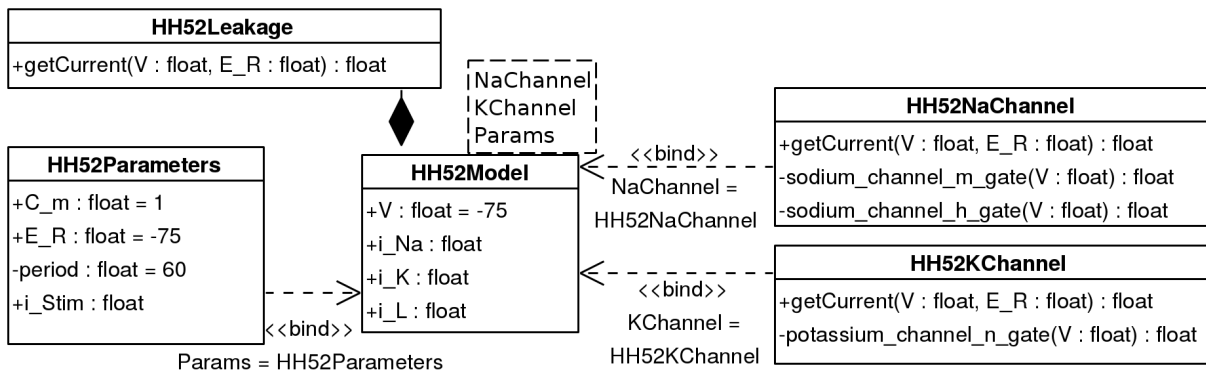 HH52Leakage
+getCurrent(V : float, E_R : float) : float
HH52Parameters
+C_m : float = 1
+E_R : float = -75
-period : float = 60
+i_Stim : float
<<bind>>
Params = HH52Parameters
NaChannel
KChannel
Params
HH52Model
+V : float = -75
+i_Na : float
+i_K : float
+i_L : float
<<bind>>
NaChannel =
HH52NaChannel
<<bind>>
KChannel =
HH52KChannel
HH52NaChannel
+getCurrent(V : float, E_R : float) : float
-sodium_channel_m_gate(V : float) : float
-sodium_channel_h_gate(V : float) : float
HH52KChannel
+getCurrent(V : float, E_R : float) : float
-potassium_channel_n_gate(V : float) : float